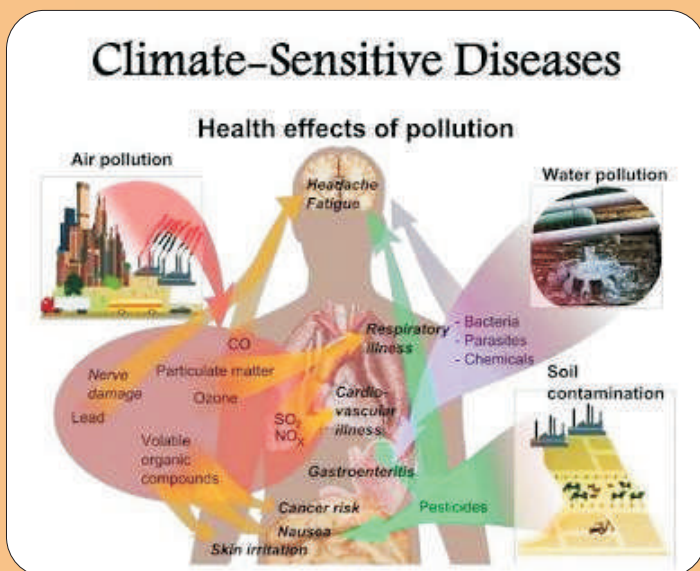 Climate-Sensitive Diseases
Health effects of pollution
Air pollution
Water pollution
Headache
Fatigue
CO
Particulate matter
Ozone
Nerve
damage
Lead
SO₂
NOₓ
Volatile
organic
compounds
Respiratory
illness
Cardio-
vascular
illness
Gastroenteritis
Cancer risk
Nausea
Skin irritation
- Bacteria
- Parasites
- Chemicals
Soil
contamination
Pesticides